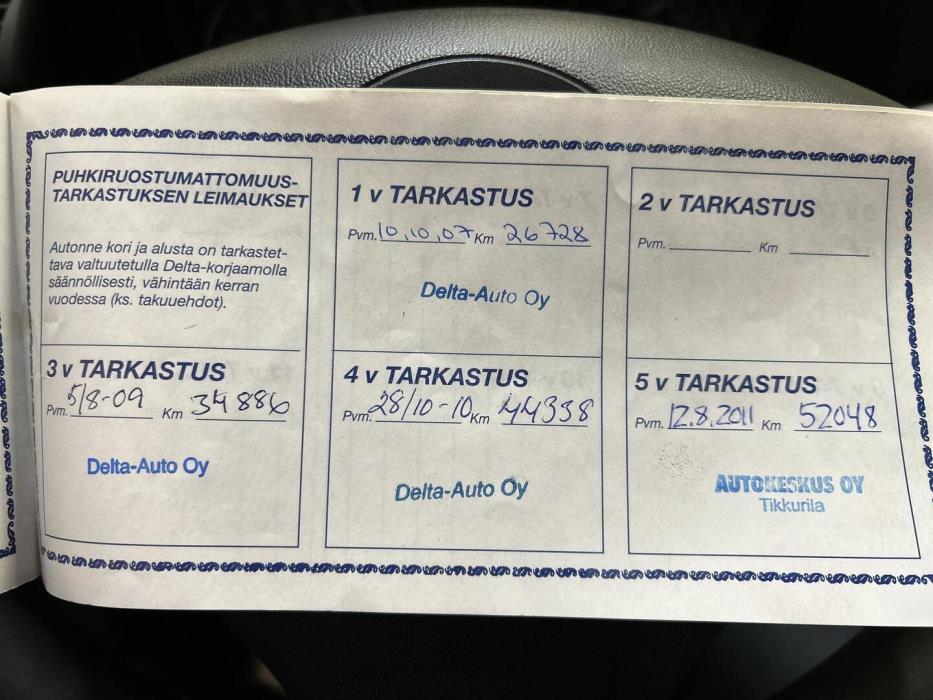 PUHKIRUOSTUMATTOMUUS-
TARKASTUKSEN LEIMAUKSET
Autonne kori ja alusta on tarkastet-
tava valtuutetulla Delta-korjaamolla
säännöllisesti, vähintään kerran
vuodessa (ks. takuuehdot).
1 v TARKASTUS
Pvm. 10,10,07 Km 26728
Delta-Auto Oy
2 v TARKASTUS
Pvm. Km
3 v TARKASTUS
Pvm. 5/8-09 Km 34886
Delta-Auto Oy
4 v TARKASTUS
Pvm. 28/10-10 Km 44338
Delta-Auto Oy
5 v TARKASTUS
Pvm. 12.8.2011 Km 52048
AUTOKESKUS OY
Tikkurila